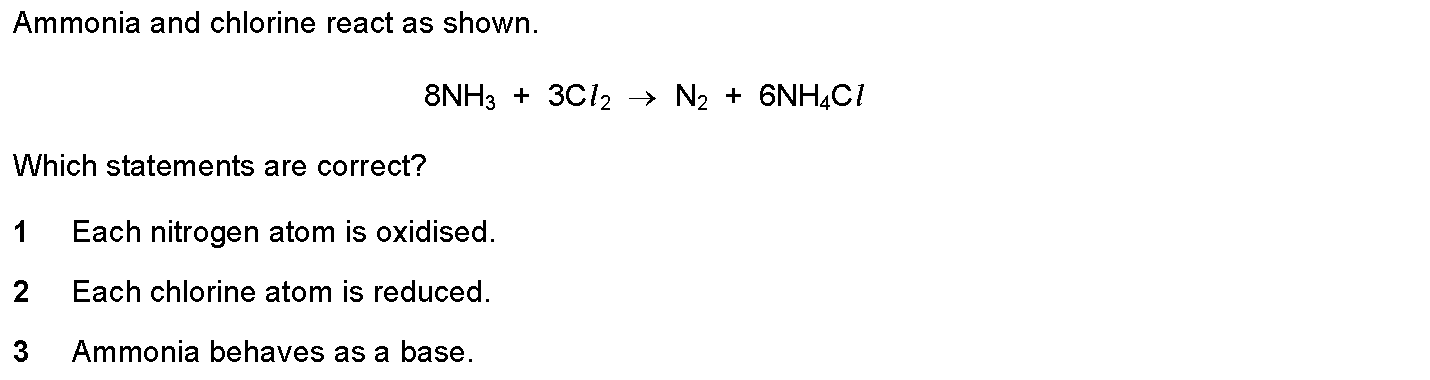 Ammonia and chlorine react as shown.
8NH₃ + 3Cl₂ → N₂ + 6NH₄Cl
Which statements are correct?
1 Each nitrogen atom is oxidised.
2 Each chlorine atom is reduced.
3 Ammonia behaves as a base.